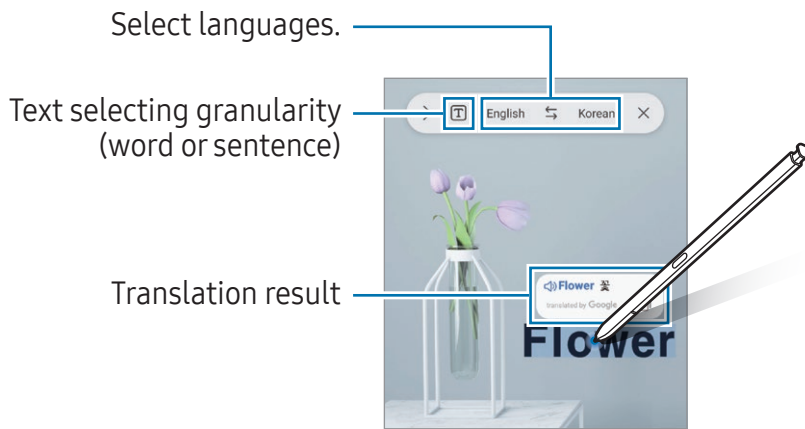 Select languages.
Text selecting granularity
(word or sentence)
T English Korean
Translation result
Flower 꽃
translated by Google
Flower